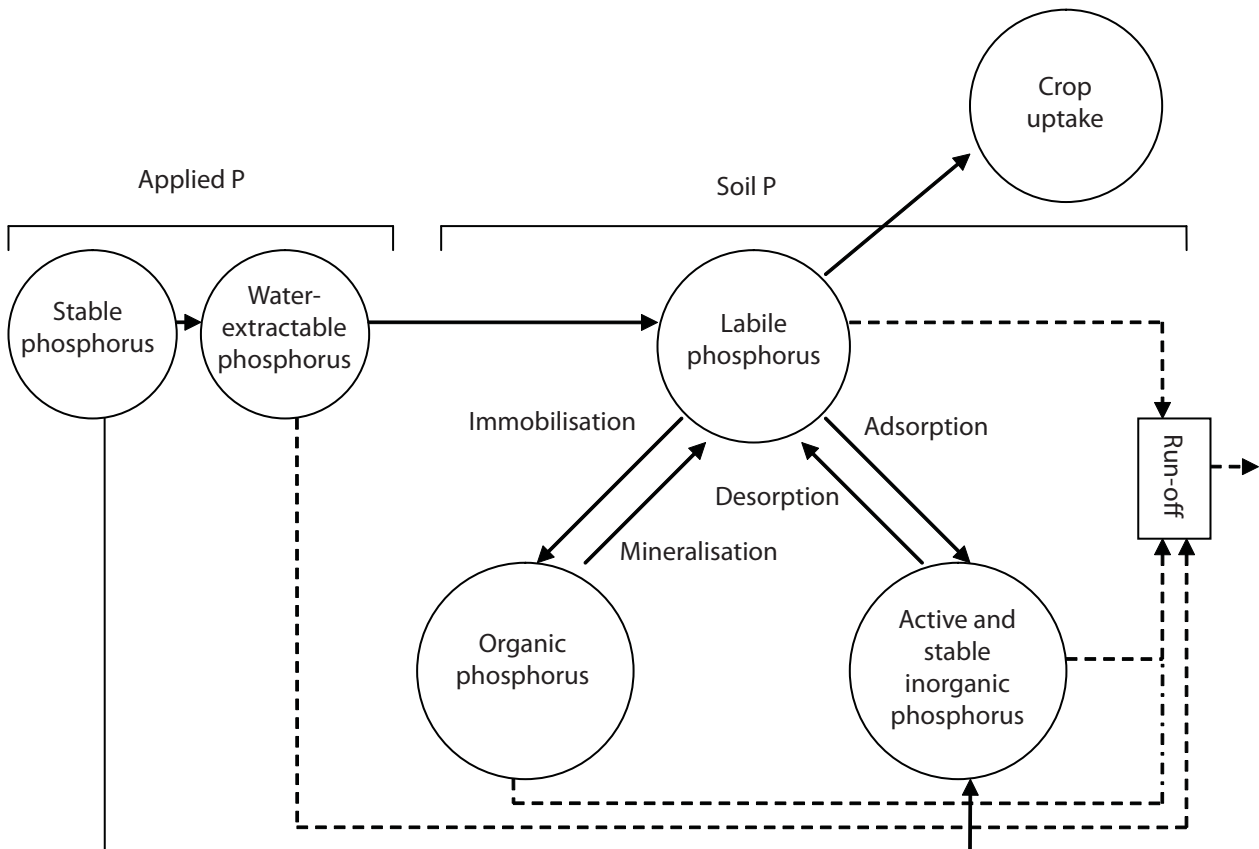 Crop
uptake
Applied P
Soil P
Stable
phosphorus
Water-
extractable
phosphorus
Labile
phosphorus
Immobilisation
Adsorption
Run-off
Desorption
Mineralisation
Organic
phosphorus
Active and
stable
inorganic
phosphorus